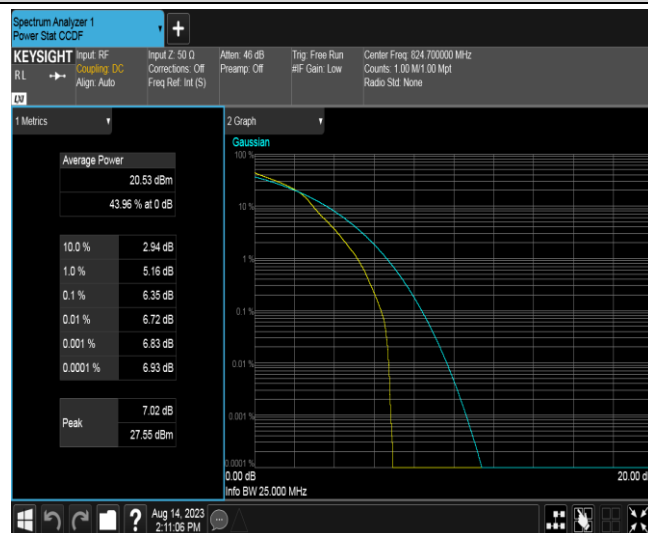 Spectrum Analyzer 1
Power Stat CCDF
+
KEYSIGHT
RL
LXI
Input: RF
Coupling: DC
Align: Auto
Input Z: 50 Ω
Corrections: Off
Freq Ref: Int (S)
Atten: 46 dB
Preamp: Off
Trig: Free Run
#IF Gain: Low
Center Freq: 824.700000 MHz
Counts: 1.00 M/1.00 Mpt
Radio Std: None
1 Metrics
Average Power
20.53 dBm
43.96 % at 0 dB
10.0 % 2.94 dB
1.0 % 5.16 dB
0.1 % 6.35 dB
0.01 % 6.72 dB
0.001 % 6.83 dB
0.0001 % 6.93 dB
Peak
7.02 dB
27.55 dBm
2 Graph
Gaussian
100 %
10 %
1 %
0.1 %
0.01 %
0.001 %
0.0001 %
0.00 dB
20.00 d
Info BW 25.000 MHz
?
Aug 14, 2023
2:11:06 PM